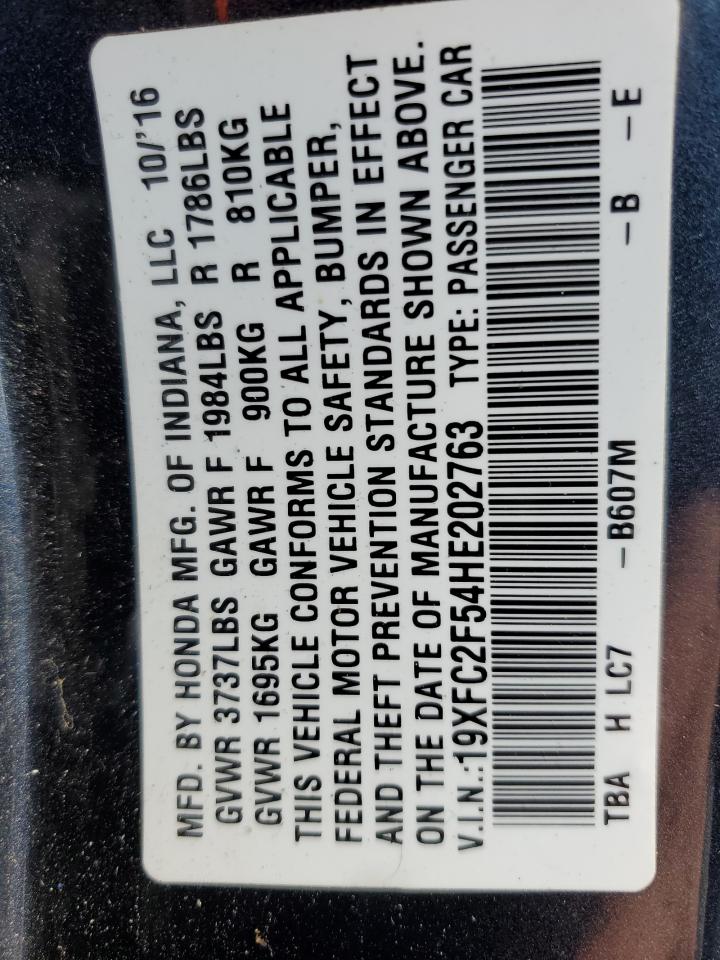 MFD. BY HONDA MFG. OF INDIANA, LLC 10/'16
GVWR 3737LBS GAWR F 1984LBS R 1786LBS
GVWR 1695KG GAWR F 900KG R 810KG
THIS VEHICLE CONFORMS TO ALL APPLICABLE
FEDERAL MOTOR VEHICLE SAFETY, BUMPER,
AND THEFT PREVENTION STANDARDS IN EFFECT
ON THE DATE OF MANUFACTURE SHOWN ABOVE.
V.I.N.:19XFC2F54HE202763 TYPE: PASSENGER CAR
TBA H LC7 –B607M –B –E